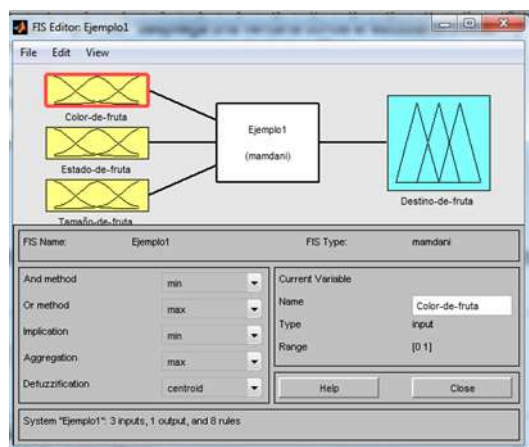 FIS Editor: Ejemplo1
File Edit View
Color-de-fruta
Estado-de-fruta
Tamaño-de-fruta
Ejemplo1
(mamdani)
Destino-de-fruta
FIS Name: Ejemplo1 FIS Type: mamdani
And method min
Or method max
Implication min
Aggregation max
Defuzzification centroid
Current Variable
Name Color-de-fruta
Type input
Range [0 1]
Help Close
System "Ejemplo1": 3 inputs, 1 output, and 8 rules